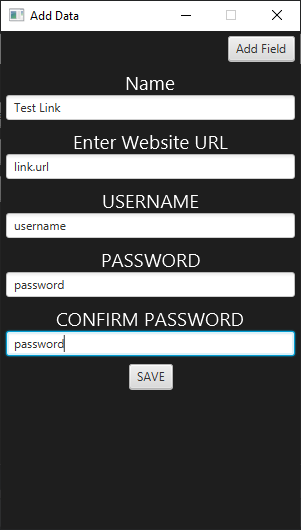 Add Data
Add Field
Name
Test Link
Enter Website URL
link.url
USERNAME
username
PASSWORD
password
CONFIRM PASSWORD
password
SAVE